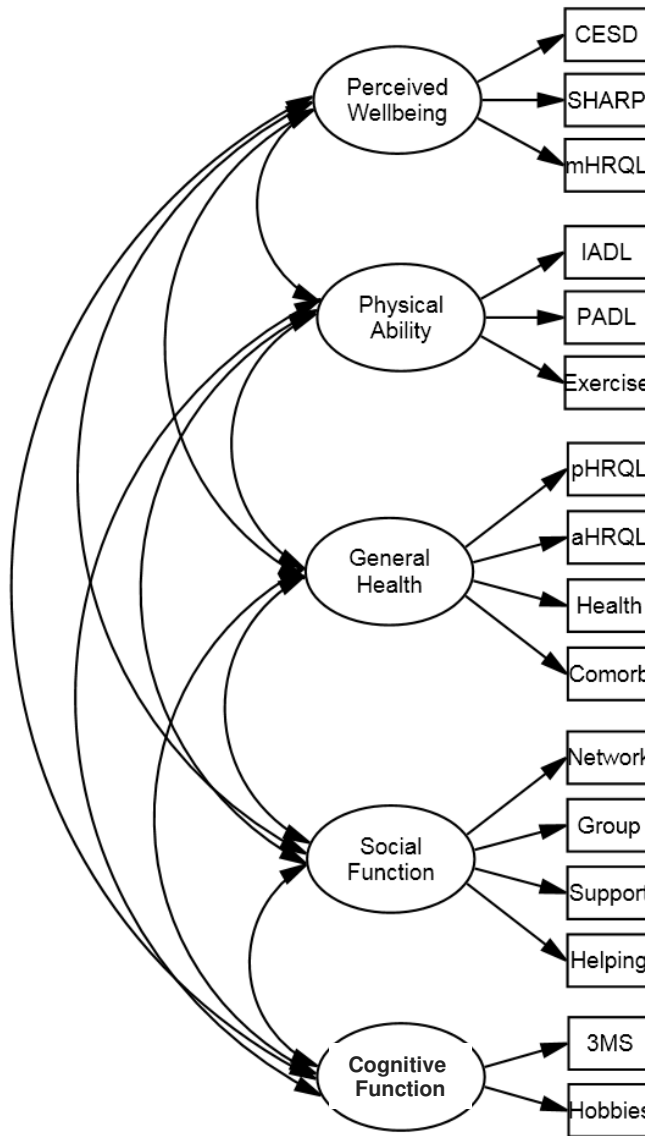 CESD
SHARP
mHRQL
Perceived
Wellbeing
IADL
PADL
Exercise
Physical
Ability
pHRQL
aHRQL
Health
Comorb
General
Health
Network
Group
Support
Helping
Social
Function
3MS
Hobbies
Cognitive
Function